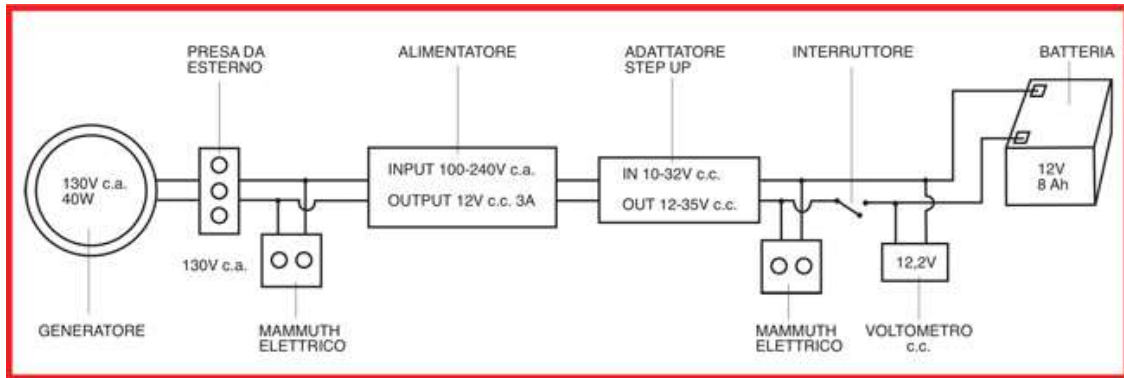 PRESA DA
ESTERNO
ALIMENTATORE
ADATTATORE
STEP UP
INTERRUTTORE
BATTERIA
130V c.a.
40W
INPUT 100-240V c.a.
OUTPUT 12V c.c. 3A
IN 10-32V c.c.
OUT 12-35V c.c.
12V
8 Ah
130V c.a.
12,2V
GENERATORE
MAMMUTH
ELETTRICO
MAMMUTH
ELETTRICO
VOLTOMETRO
c.c.